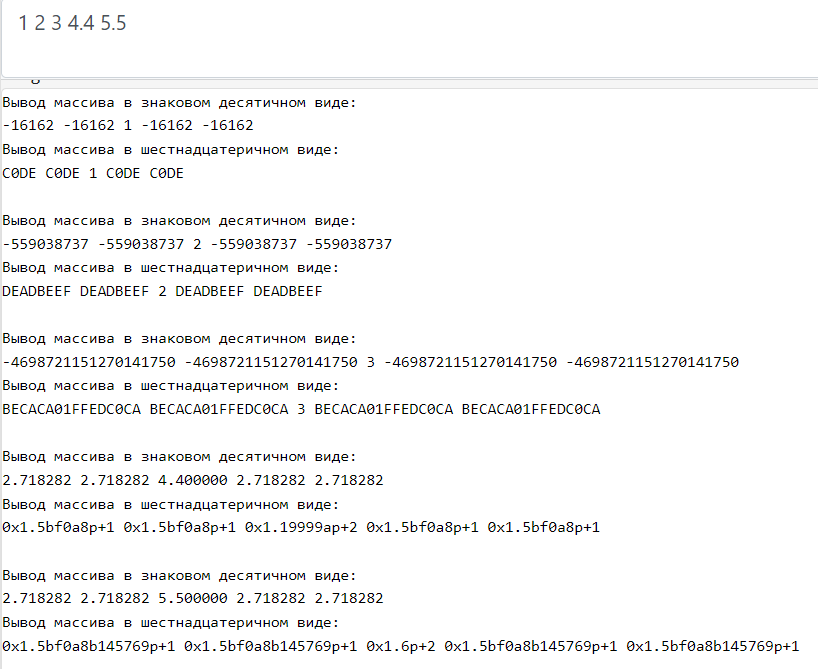 1 2 3 4.4 5.5
Вывод массива в знаковом десятичном виде:
-16162 -16162 1 -16162 -16162
Вывод массива в шестнадцатеричном виде:
C0DE C0DE 1 C0DE C0DE
Вывод массива в знаковом десятичном виде:
-559038737 -559038737 2 -559038737 -559038737
Вывод массива в шестнадцатеричном виде:
DEADBEEF DEADBEEF 2 DEADBEEF DEADBEEF
Вывод массива в знаковом десятичном виде:
-4698721151270141750 -4698721151270141750 3 -4698721151270141750 -4698721151270141750
Вывод массива в шестнадцатеричном виде:
BECACA01FFEDC0CA BECACA01FFEDC0CA 3 BECACA01FFEDC0CA BECACA01FFEDC0CA
Вывод массива в знаковом десятичном виде:
2.718282 2.718282 4.400000 2.718282 2.718282
Вывод массива в шестнадцатеричном виде:
0x1.5bf0a8p+1 0x1.5bf0a8p+1 0x1.19999ap+2 0x1.5bf0a8p+1 0x1.5bf0a8p+1
Вывод массива в знаковом десятичном виде:
2.718282 2.718282 5.500000 2.718282 2.718282
Вывод массива в шестнадцатеричном виде:
0x1.5bf0a8b145769p+1 0x1.5bf0a8b145769p+1 0x1.6p+2 0x1.5bf0a8b145769p+1 0x1.5bf0a8b145769p+1